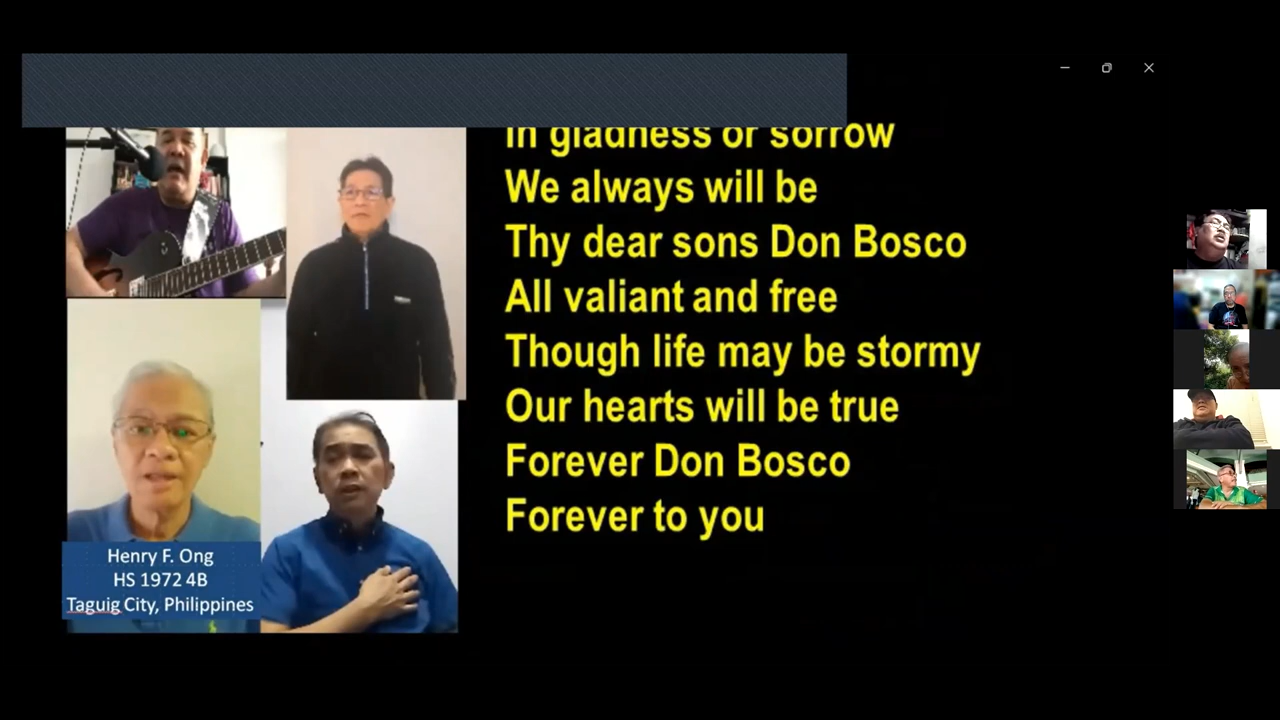 In gladness or sorrow
We always will be
Thy dear sons Don Bosco
All valiant and free
Though life may be stormy
Our hearts will be true
Forever Don Bosco
Forever to you
Henry F. Ong
HS 1972 4B
Taguig City, Philippines